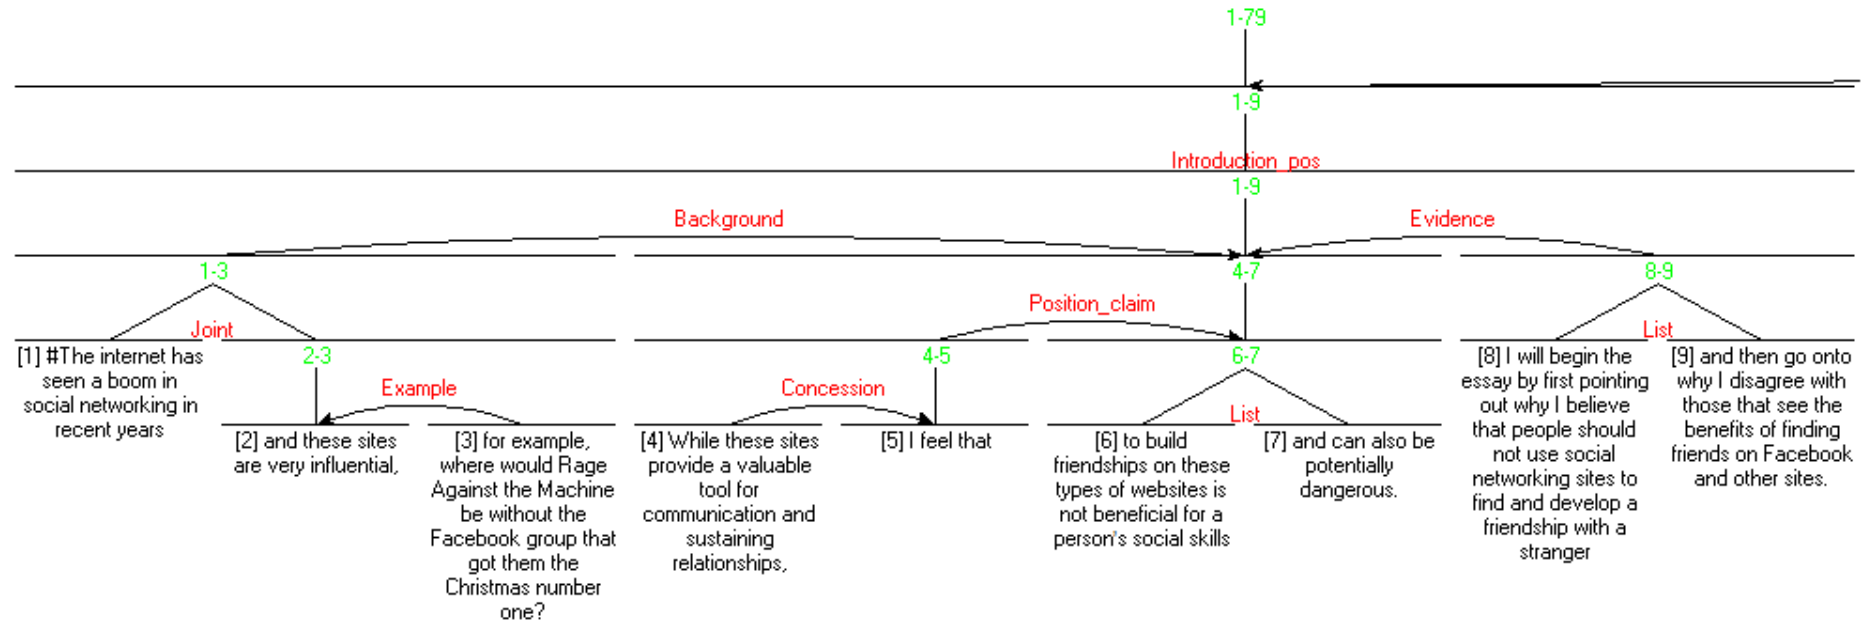 1-79
1-9
Introduction_pos
1-9
Background
Evidence
1-3
4-7
8-9
Joint
Position_claim
List
[1] #The internet has
seen a boom in
social networking in
recent years
2-3
4-5
6-7
Example
Concession
List
[2] and these sites
are very influential,
[3] for example,
where would Rage
Against the Machine
be without the
Facebook group that
got them the
Christmas number
one?
[4] While these sites
provide a valuable
tool for
communication and
sustaining
relationships,
[5] I feel that
[6] to build
friendships on these
types of websites is
not beneficial for a
person's social skills
[7] and can also be
potentially
dangerous.
[8] I will begin the
essay by first pointing
out why I believe
that people should
not use social
networking sites to
find and develop a
friendship with a
stranger
[9] and then go onto
why I disagree with
those that see the
benefits of finding
friends on Facebook
and other sites.